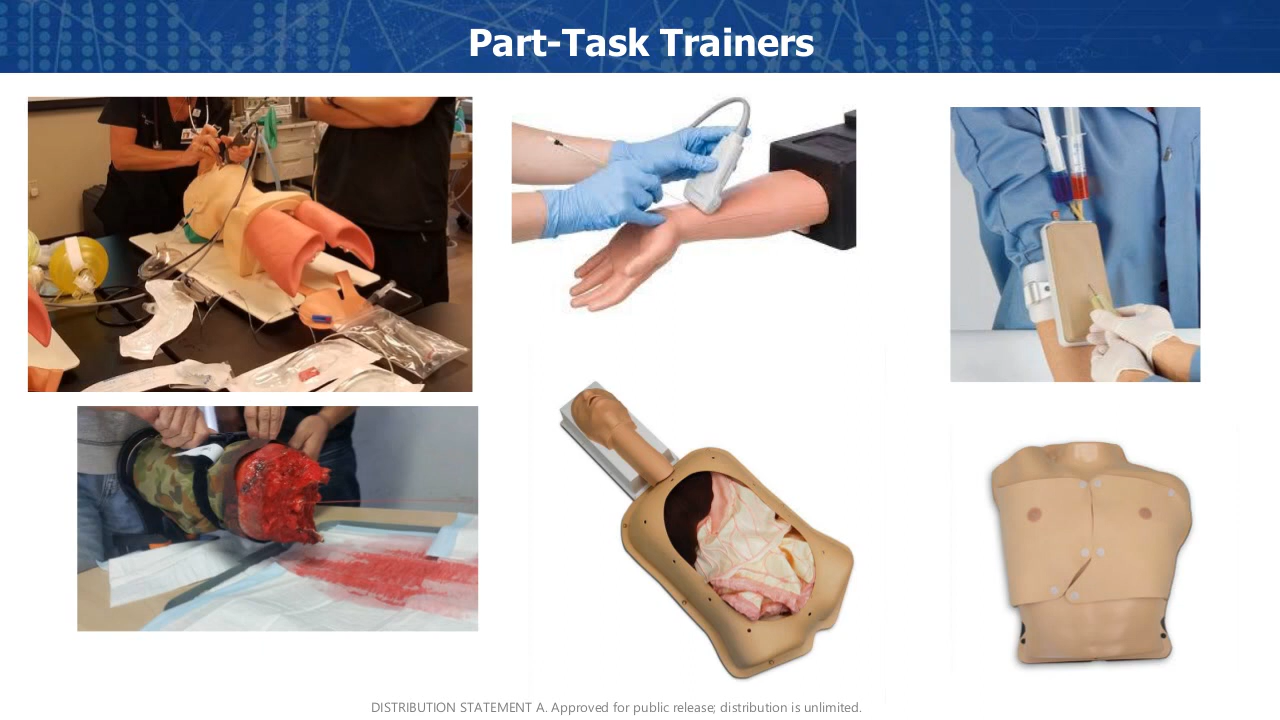 Part-Task Trainers
DISTRIBUTION STATEMENT A. Approved for public release; distribution is unlimited.